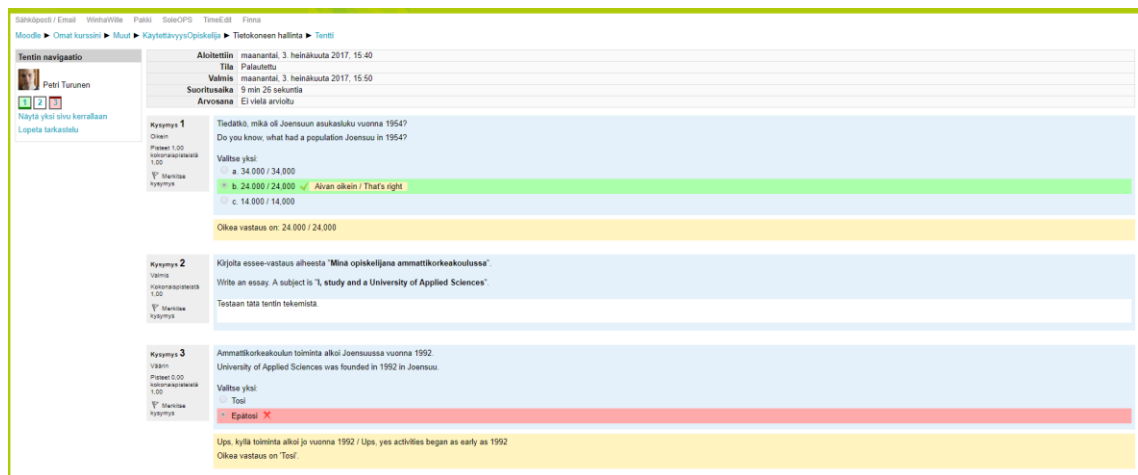 Sähköposti / Email WinhaWille Pakki SoleOPS TimeEdit Finna
Moodle ► Omat kurssini ► Muut ► KäytettävyysOpiskelija ► Tietokoneen hallinta ► Tentti
Tentin navigaatio
Petri Turunen
1 2 3
Näytä yksi sivu kerrallaan
Lopeta tarkastelu
Aloitettiin maanantai, 3. heinäkuuta 2017, 15:40
Tila Palautettu
Valmis maanantai, 3. heinäkuuta 2017, 15:50
Suoritusaika 9 min 26 sekuntia
Arvosana Ei vielä arvioitu
Kysymys 1
Oikein
Pisteet 1,00
kokonaispisteistä
1,00
Merkitse
kysymys
Tiedätkö, mikä oli Joensuun asukasluku vuonna 1954?
Do you know, what had a population Joensuu in 1954?
Valitse yksi:
a. 34.000 / 34,000
b. 24.000 / 24,000 Aivan oikein / That's right
c. 14.000 / 14,000
Oikea vastaus on: 24.000 / 24,000
Kysymys 2
Valmis
Kokonaispisteistä
1,00
Merkitse
kysymys
Kirjoita essee-vastaus aiheesta "Minä opiskelijana ammattikorkeakoulussa".
Write an essay. A subject is "I, study and a University of Applied Sciences".
Testaan tätä tentin tekemistä.
Kysymys 3
Väärin
Pisteet 0,00
kokonaispisteistä
1,00
Merkitse
kysymys
Ammattikorkeakoulun toiminta alkoi Joensuussa vuonna 1992.
University of Applied Sciences was founded in 1992 in Joensuu.
Valitse yksi:
Tosi
Epätosi
Ups, kyllä toiminta alkoi jo vuonna 1992 / Ups, yes activities began as early as 1992
Oikea vastaus on 'Tosi'.